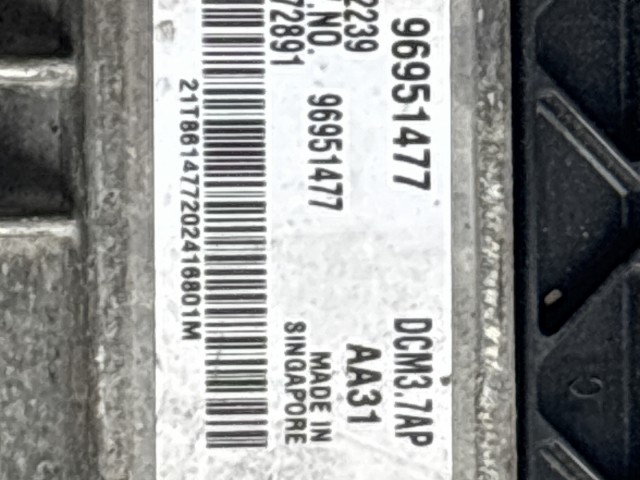 96951477 DCM3.7AP
2239 AA31
.NO. 96951477 MADE IN
72891 SINGAPORE
21T861477202416801M